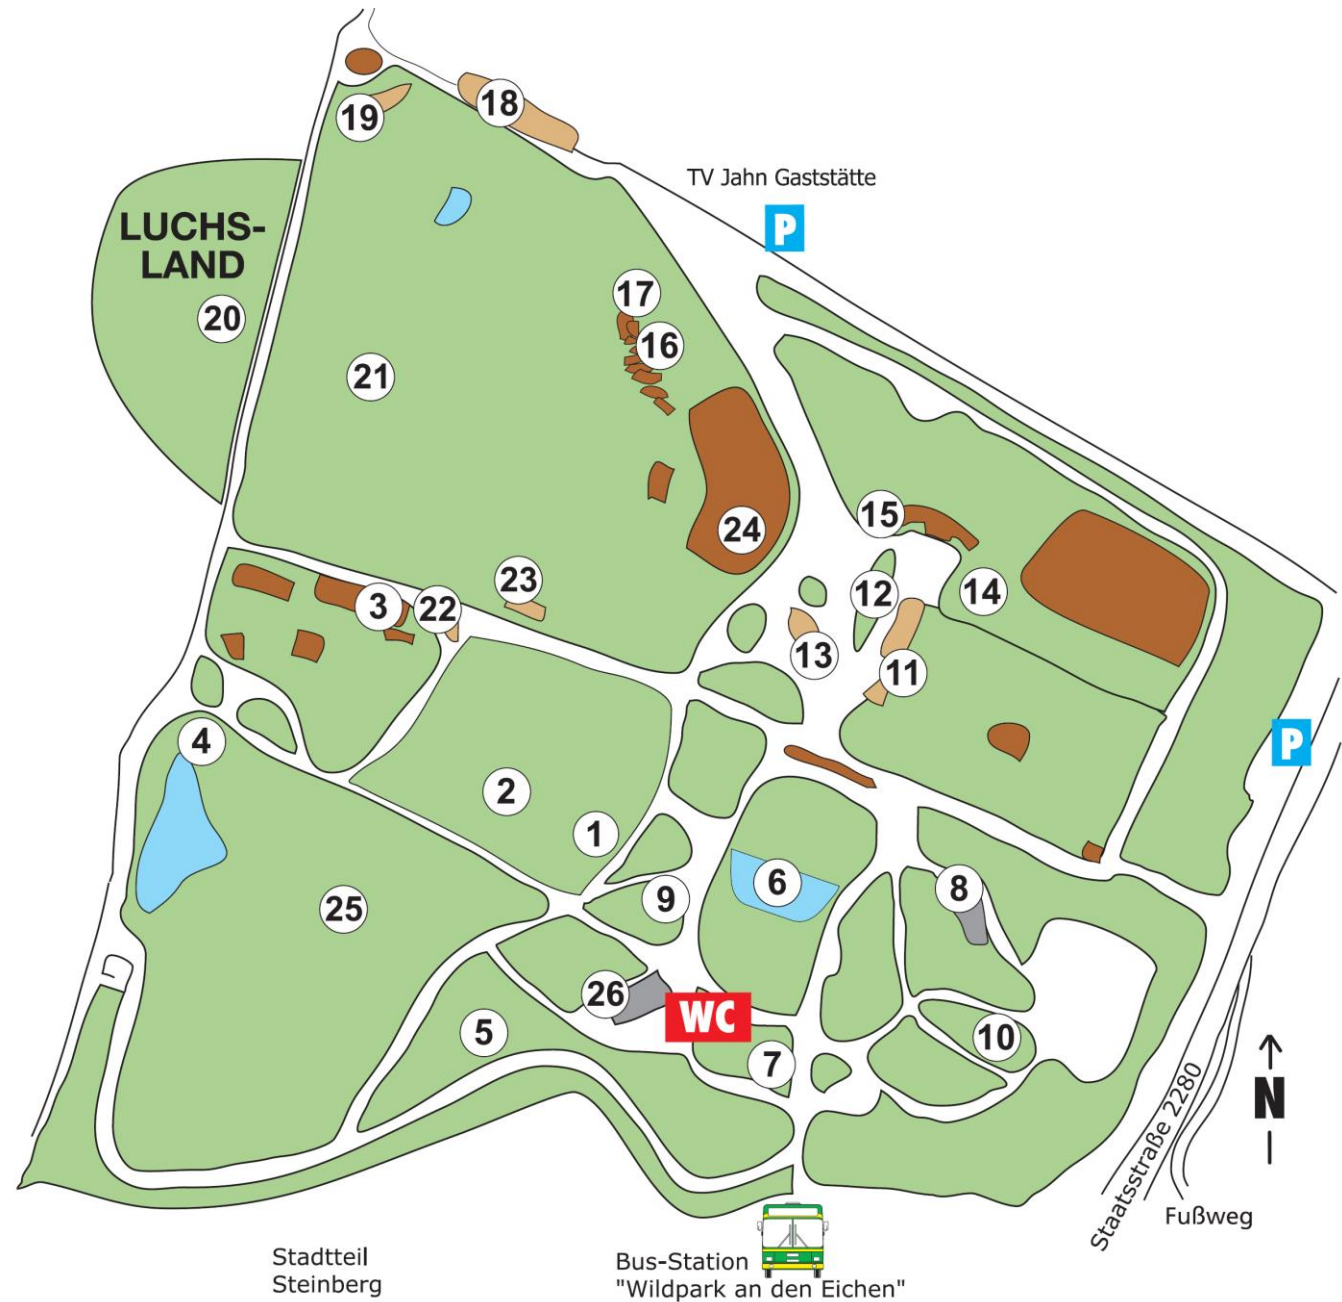 18
19
TV Jahn Gaststätte
P
LUCHS-
LAND
20
17
16
21
15
24
23
12
14
3
22
13
11
4
P
2
1
6
8
9
25
26
WC
5
10
7
N
Staatsstraße 2280
Fußweg
Stadtteil
Steinberg
Bus-Station
"Wildpark an den Eichen"